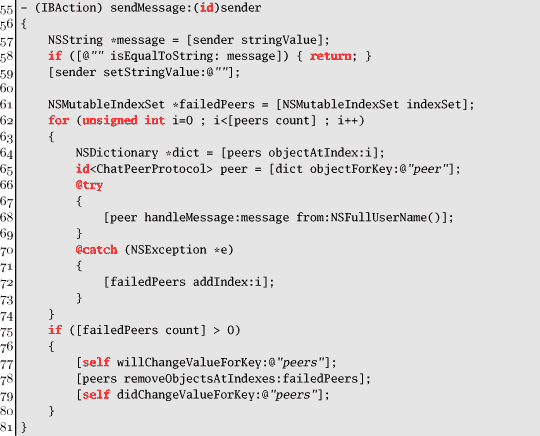 55 - (IBAction) sendMessage:(id)sender
56 {
57 NSString *message = [sender stringValue];
58 if ([@"" isEqualToString: message]) { return; }
59 [sender setStringValue:@""];
60
61 NSMutableIndexSet *failedPeers = [NSMutableIndexSet indexSet];
62 for (unsigned int i=0 ; i<[peers count] ; i++)
63 {
64 NSDictionary *dict = [peers objectAtIndex:i];
65 id<ChatPeerProtocol> peer = [dict objectForKey:@"peer"];
66 @try
67 {
68 [peer handleMessage:message from:NSFullUserName()];
69 }
70 @catch (NSException *e)
71 {
72 [failedPeers addIndex:i];
73 }
74 }
75 if ([failedPeers count] > 0)
76 {
77 [self willChangeValueForKey:@"peers"];
78 [peers removeObjectsAtIndexes:failedPeers];
79 [self didChangeValueForKey:@"peers"];
80 }
81 }